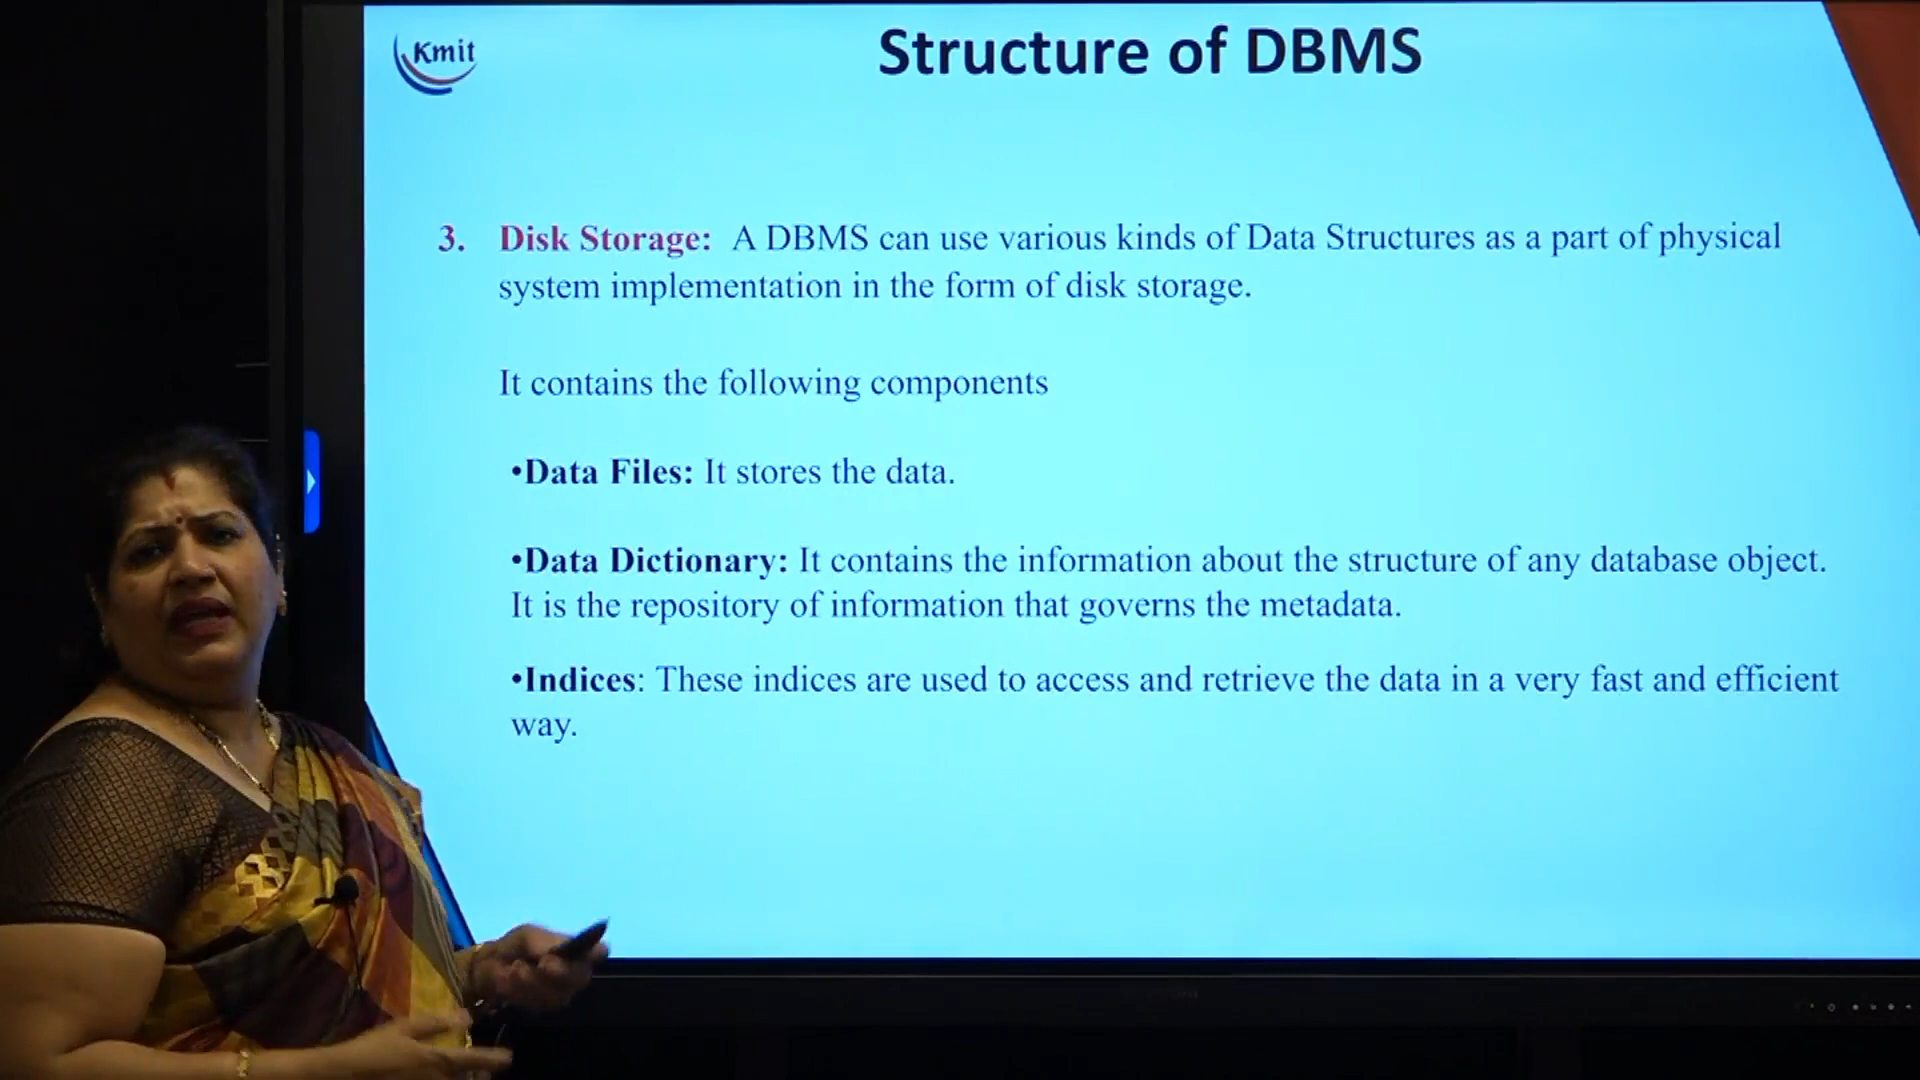 Kmit
Structure of DBMS
3. Disk Storage: A DBMS can use various kinds of Data Structures as a part of physical
system implementation in the form of disk storage.
It contains the following components
•Data Files: It stores the data.
•Data Dictionary: It contains the information about the structure of any database object.
It is the repository of information that governs the metadata.
•Indices: These indices are used to access and retrieve the data in a very fast and efficient
way.